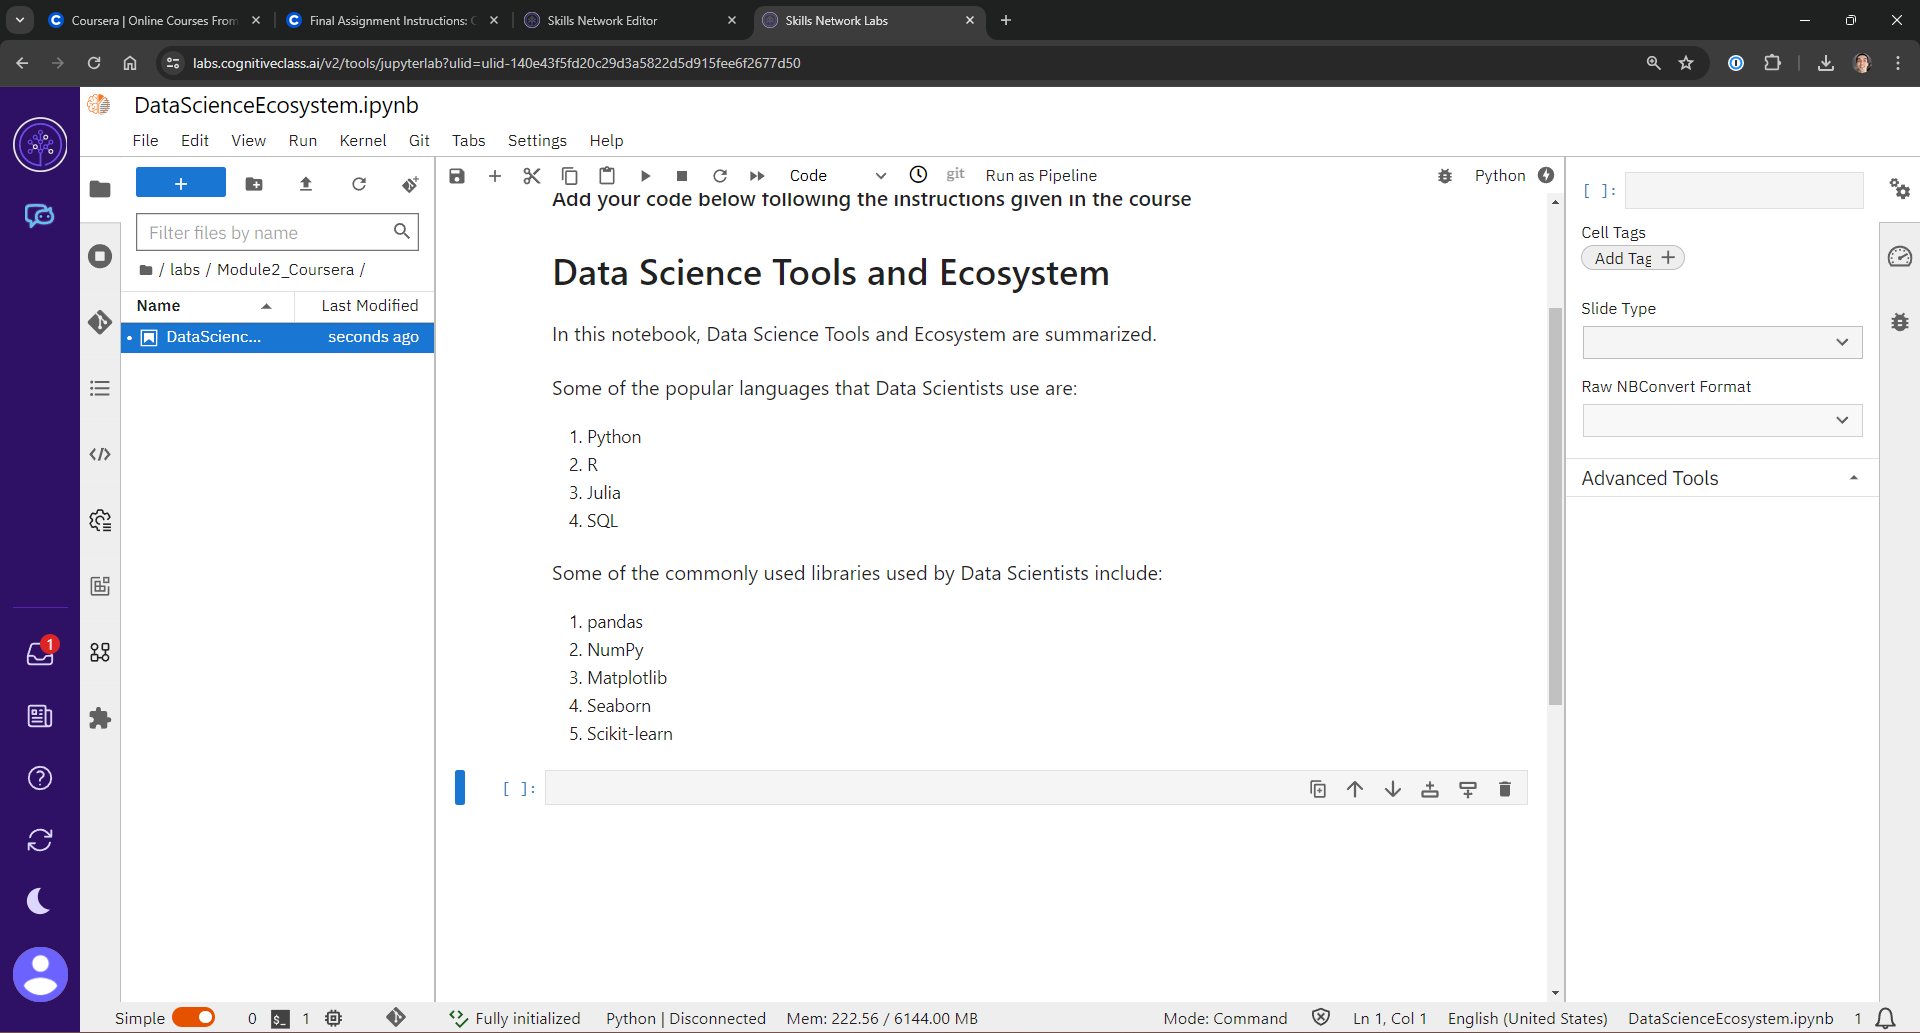 Coursera | Online Courses From
Final Assignment Instructions: C
Skills Network Editor
Skills Network Labs
labs.cognitiveclass.ai/v2/tools/jupyterlab?ulid=ulid-140e43f5fd20c29d3a5822d5d915fee6f2677d50
DataScienceEcosystem.ipynb
File Edit View Run Kernel Git Tabs Settings Help
Code git Run as Pipeline Python
Filter files by name
/ labs / Module2_Coursera /
Name Last Modified
DataScienc... seconds ago
Add your code below following the instructions given in the course
Data Science Tools and Ecosystem
In this notebook, Data Science Tools and Ecosystem are summarized.
Some of the popular languages that Data Scientists use are:
1. Python
2. R
3. Julia
4. SQL
Some of the commonly used libraries used by Data Scientists include:
1. pandas
2. NumPy
3. Matplotlib
4. Seaborn
5. Scikit-learn
[ ]:
[ ]:
Cell Tags
Add Tag
Slide Type
Raw NBConvert Format
Advanced Tools
1
Simple 0 $_ 1 Fully initialized Python | Disconnected Mem: 222.56 / 6144.00 MB Mode: Command Ln 1, Col 1 English (United States) DataScienceEcosystem.ipynb 1